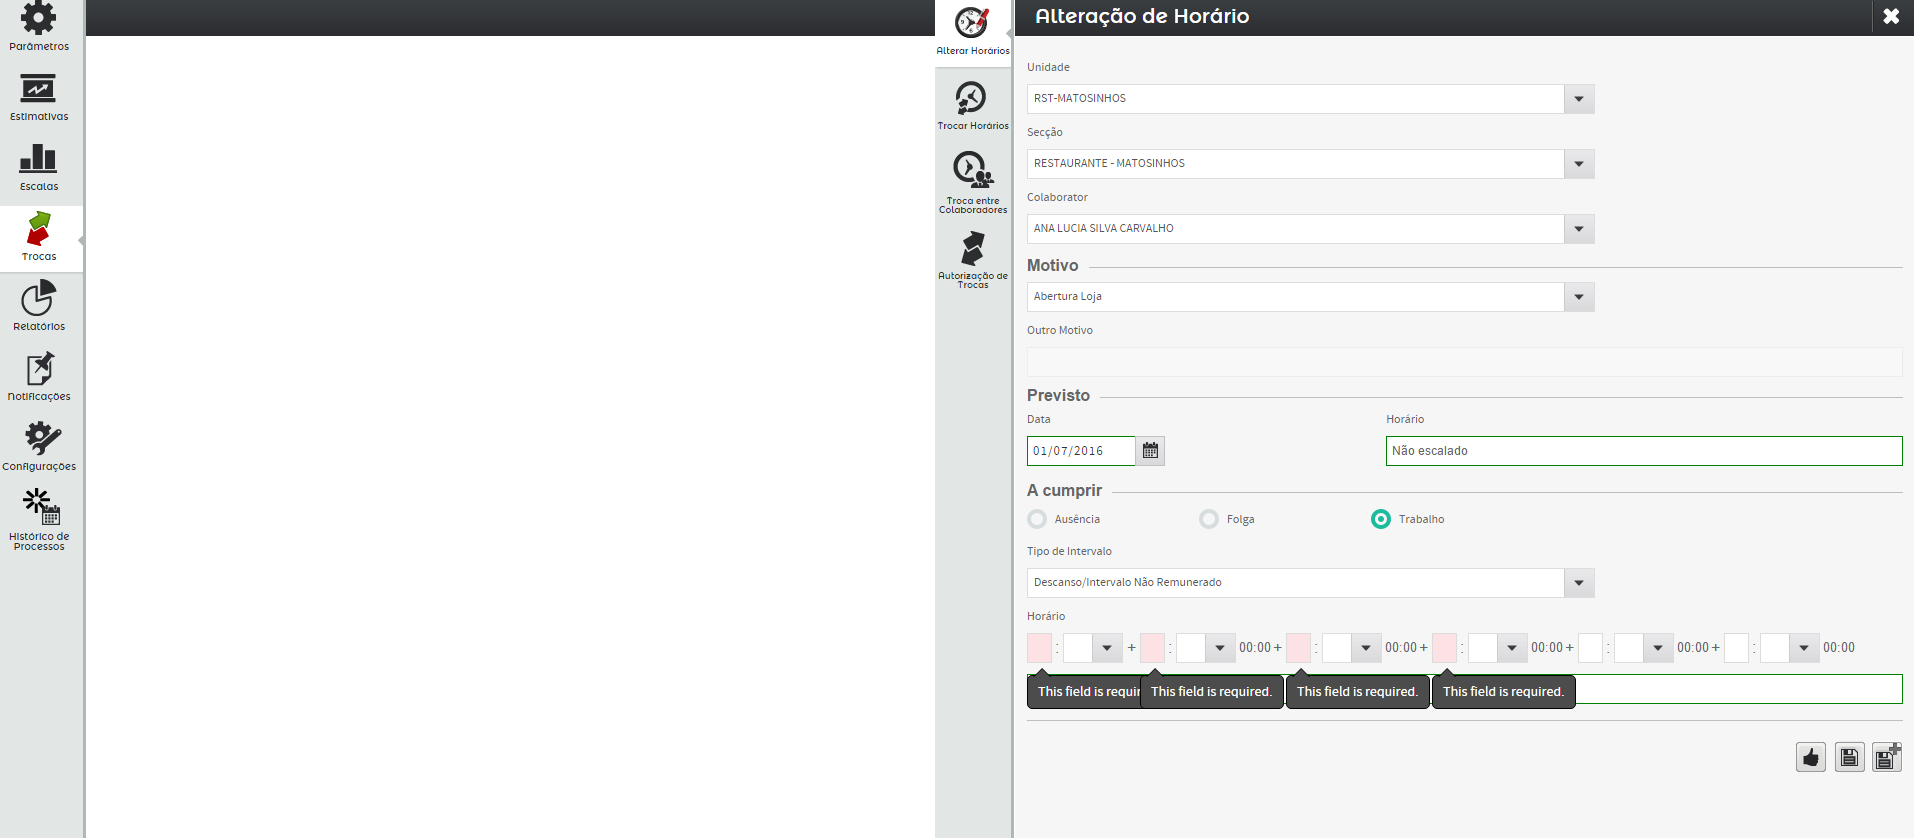 Parâmetros
Estimativas
Escalas
Trocas
Relatórios
Notificações
Configurações
Histórico de
Processos
Alterar Horários
Trocar Horários
Troca entre
Colaboradores
Autorização de
Trocas
Alteração de Horário
Unidade
RST-MATOSINHOS
Secção
RESTAURANTE - MATOSINHOS
Colaborator
ANA LUCIA SILVA CARVALHO
Motivo
Abertura Loja
Outro Motivo
Previsto
Data
Horário
01/07/2016
Não escalado
A cumprir
Ausência
Folga
Trabalho
Tipo de Intervalo
Descanso/Intervalo Não Remunerado
Horário
: + : 00:00 + : 00:00 + : 00:00 + : 00:00 + : 00:00
This field is requir
This field is required.
This field is required.
This field is required.